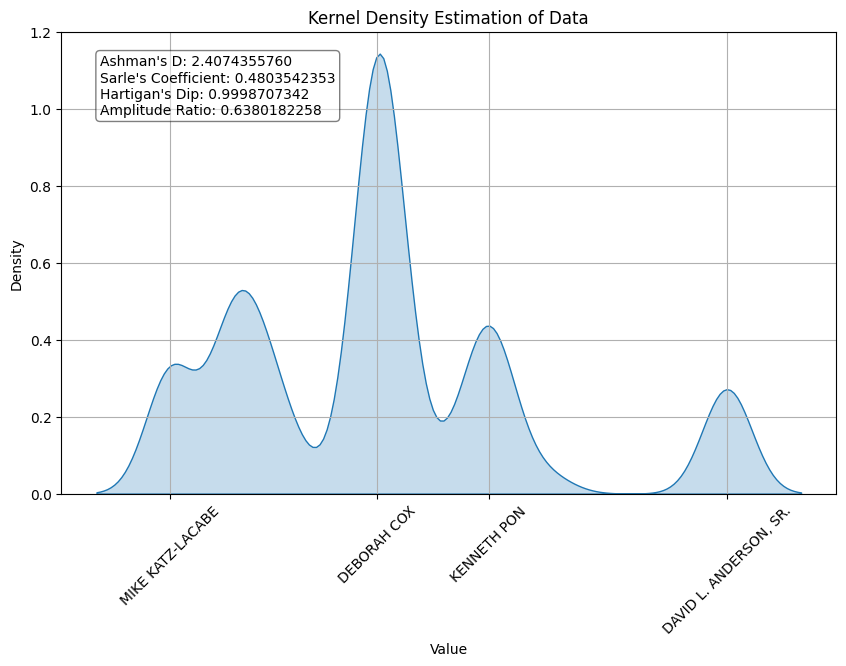 Kernel Density Estimation of Data
Ashman's D: 2.4074355760
Sarle's Coefficient: 0.4803542353
Hartigan's Dip: 0.9998707342
Amplitude Ratio: 0.6380182258
Density
1.2
1.0
0.8
0.6
0.4
0.2
0.0
MIKE KATZ-LACABE
DEBORAH COX
KENNETH PON
DAVID L. ANDERSON, SR.
Value